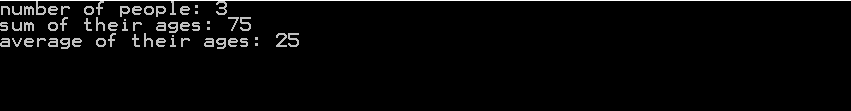 number of people: 3
sum of their ages: 75
average of their ages: 25